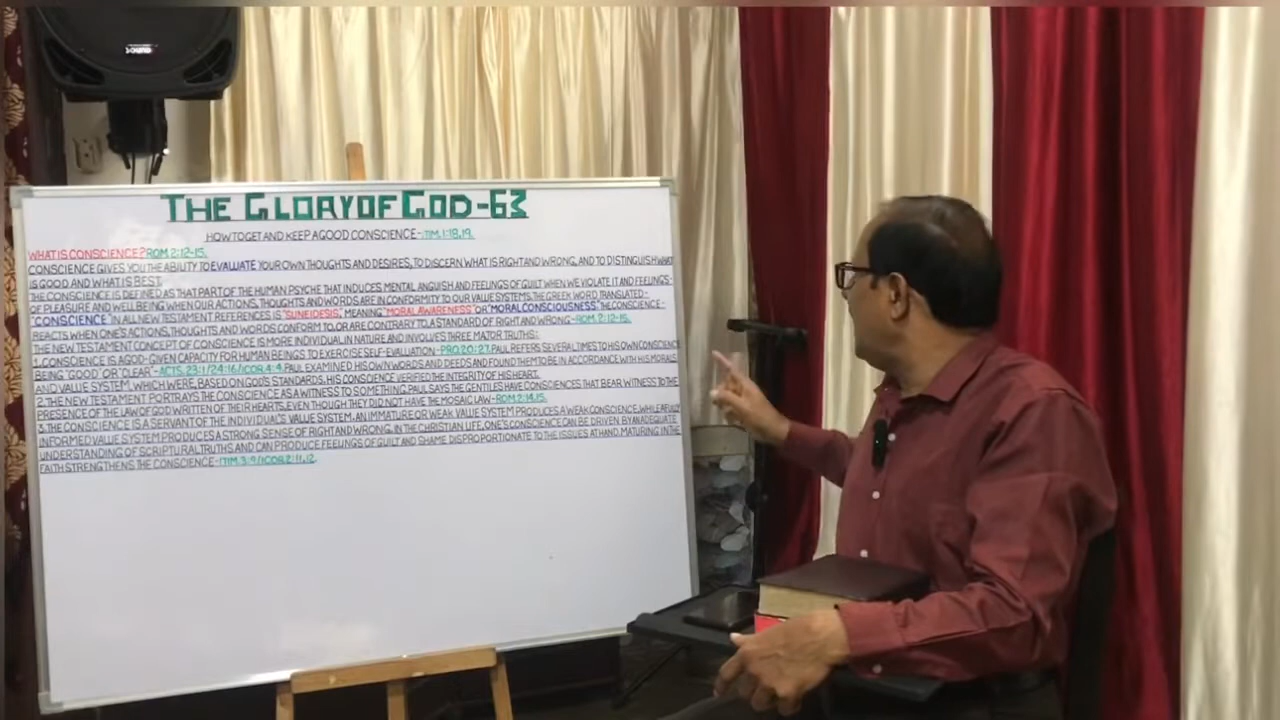 SOUND
THE GLORY OF GOD-63
HOW TO GET AND KEEP A GOOD CONSCIENCE-1TIM.1:18,19.
WHAT IS CONSCIENCE? ROM.2:12-15.
CONSCIENCE GIVES YOU THE ABILITY TO EVALUATE YOUR OWN THOUGHTS AND DESIRES, TO DISCERN WHAT IS RIGHT AND WRONG, AND TO DISTINGUISH WHAT
IS GOOD AND WHAT IS BEST.
THE CONSCIENCE IS DEFINED AS THAT PART OF THE HUMAN PSYCHE THAT INDUCES MENTAL ANGUISH AND FEELINGS OF GUILT WHEN WE VIOLATE IT AND FEELINGS-
OF PLEASURE AND WELL BEING WHEN OUR ACTIONS, THOUGHTS AND WORDS ARE IN CONFORMITY TO OUR VALUE SYSTEMS. THE GREEK WORD TRANSLATED-
"CONSCIENCE" IN ALL NEW TESTAMENT REFERENCES IS "SUNEIDESIS", MEANING "MORAL AWARENESS" OR "MORAL CONSCIOUSNESS". THE CONSCIENCE-
REACTS WHEN ONE'S ACTIONS, THOUGHTS AND WORDS CONFORM TO, OR ARE CONTRARY TO, A STANDARD OF RIGHT AND WRONG-ROM.2:12-15.
THE NEW TESTAMENT CONCEPT OF CONSCIENCE IS MORE INDIVIDUAL IN NATURE AND INVOLVES THREE MAJOR TRUTHS:
1. CONSCIENCE IS A GOD-GIVEN CAPACITY FOR HUMAN BEINGS TO EXERCISE SELF-EVALUATION-PRO.20:27. PAUL REFERS SEVERAL TIMES TO HIS OWN CONSCIENCE
BEING "GOOD" OR "CLEAR"-ACTS.23:1/24:16/1COR.4:4. PAUL EXAMINED HIS OWN WORDS AND DEEDS AND FOUND THEM TO BE IN ACCORDANCE WITH HIS MORALS
AND VALUE SYSTEM, WHICH WERE, BASED ON GOD'S STANDARDS. HIS CONSCIENCE VERIFIED THE INTEGRITY OF HIS HEART.
2. THE NEW TESTAMENT PORTRAYS THE CONSCIENCE AS A WITNESS TO SOMETHING. PAUL SAYS THE GENTILES HAVE CONSCIENCES THAT BEAR WITNESS TO THE
PRESENCE OF THE LAW OF GOD WRITTEN OF THEIR HEARTS, EVEN THOUGH THEY DID NOT HAVE THE MOSAIC LAW-ROM.2:14,15.
3. THE CONSCIENCE IS A SERVANT OF THE INDIVIDUAL'S VALUE SYSTEM. AN IMMATURE OR WEAK VALUE SYSTEM PRODUCES A WEAK CONSCIENCE, WHILE A FULLY
INFORMED VALUE SYSTEM PRODUCES A STRONG SENSE OF RIGHT AND WRONG. IN THE CHRISTIAN LIFE, ONE'S CONSCIENCE CAN BE DRIVEN BY AN ADEQUATE
UNDERSTANDING OF SCRIPTURAL TRUTHS AND CAN PRODUCE FEELINGS OF GUILT AND SHAME DISPROPORTIONATE TO THE ISSUES AT HAND. MATURING IN THE
FAITH STRENGTHENS THE CONSCIENCE-1TIM.3:9/1COR.2:11,12.